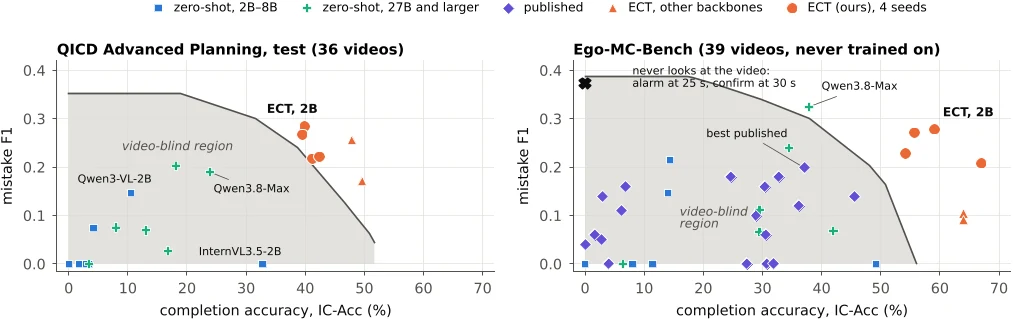 zero-shot, 2B–8B zero-shot, 27B and larger published ECT, other backbones ECT (ours), 4 seeds
QICD Advanced Planning, test (36 videos)
mistake F1
0.4
0.3
0.2
0.1
0.0
ECT, 2B
video-blind region
Qwen3-VL-2B
Qwen3.8-Max
InternVL3.5-2B
0 10 20 30 40 50 60 70
completion accuracy, IC-Acc (%)
Ego-MC-Bench (39 videos, never trained on)
mistake F1
0.4
0.3
0.2
0.1
0.0
never looks at the video:
alarm at 25 s, confirm at 30 s
Qwen3.8-Max
ECT, 2B
best published
video-blind
region
0 10 20 30 40 50 60 70
completion accuracy, IC-Acc (%)